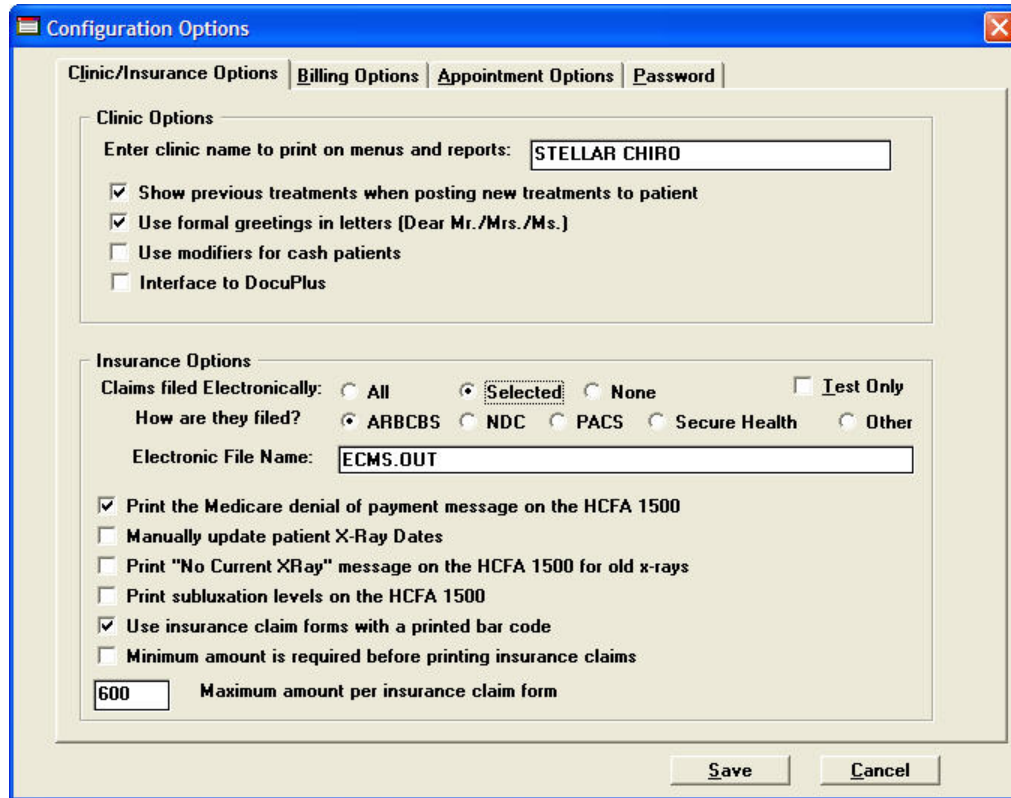 Configuration Options
Clinic/Insurance Options Billing Options Appointment Options Password
Clinic Options
Enter clinic name to print on menus and reports: STELLAR CHIRO
Show previous treatments when posting new treatments to patient
Use formal greetings in letters (Dear Mr./Mrs./Ms.)
Use modifiers for cash patients
Interface to DocuPlus
Insurance Options
Claims filed Electronically: All Selected None Test Only
How are they filed? ARBCBS NDC PACS Secure Health Other
Electronic File Name: ECMS.OUT
Print the Medicare denial of payment message on the HCFA 1500
Manually update patient X-Ray Dates
Print "No Current XRay" message on the HCFA 1500 for old x-rays
Print subluxation levels on the HCFA 1500
Use insurance claim forms with a printed bar code
Minimum amount is required before printing insurance claims
600 Maximum amount per insurance claim form
Save Cancel